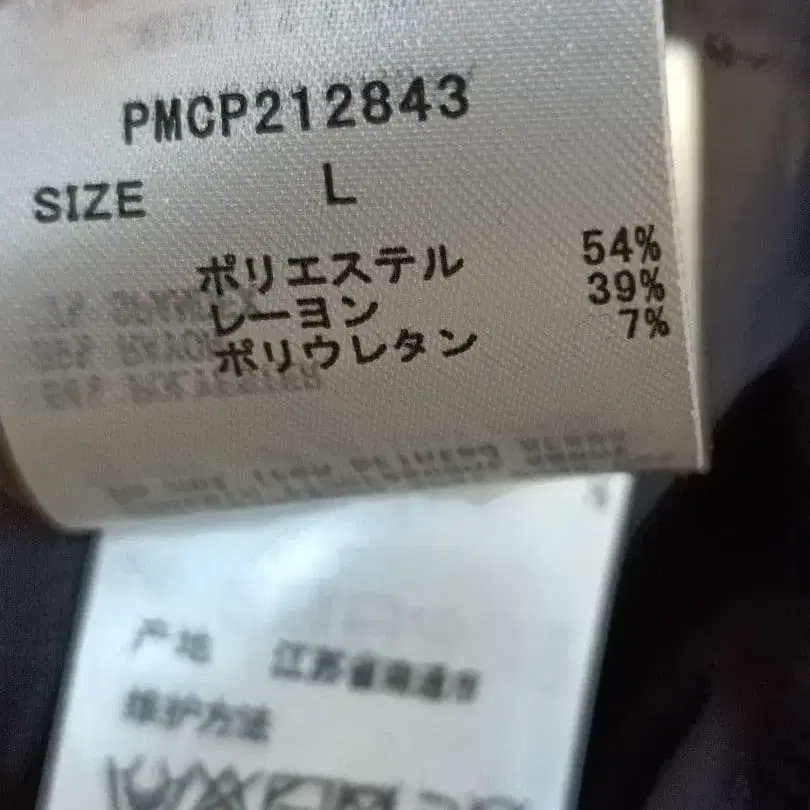 PMCP212843
SIZE L
ポリエステル 54%
レーヨン 39%
ポリウレタン 7%
产地 江苏省南通市
维护方法